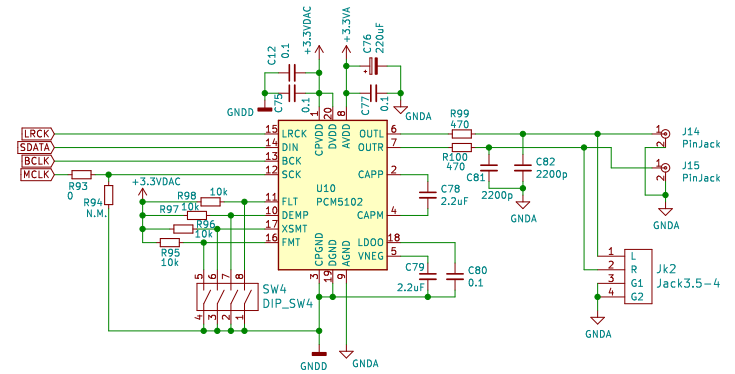 +3.3VDAC
+3.3VA
C12
0.1
C76
220uF
+
C75
0.1
C77
0.1
GNDD
GNDA
1
20
8
CPVDD
DVDD
AVDD
LRCK
SDATA
BCLK
MCLK
15
14
13
12
LRCK
DIN
BCK
SCK
R93
0
R94
N.M.
+3.3VDAC
R98
10k
R97
10k
R96
10k
R95
10k
11
10
17
16
FLT
DEMP
XSMT
FMT
U10
PCM5102
OUTL
OUTR
CAPP
CAPM
LDOO
VNEG
6
7
2
4
18
5
CPGND
DGND
AGND
3
19
9
R99
470
R100
470
C81
2200p
C82
2200p
GNDA
C78
2.2uF
C79
2.2uF
C80
0.1
1
2
J14
PinJack
1
2
J15
PinJack
GNDA
1
2
3
4
L
R
G1
G2
Jk2
Jack3.5-4
GNDA
5
6
7
8
4
3
2
1
SW4
DIP_SW4
GNDD
GNDA